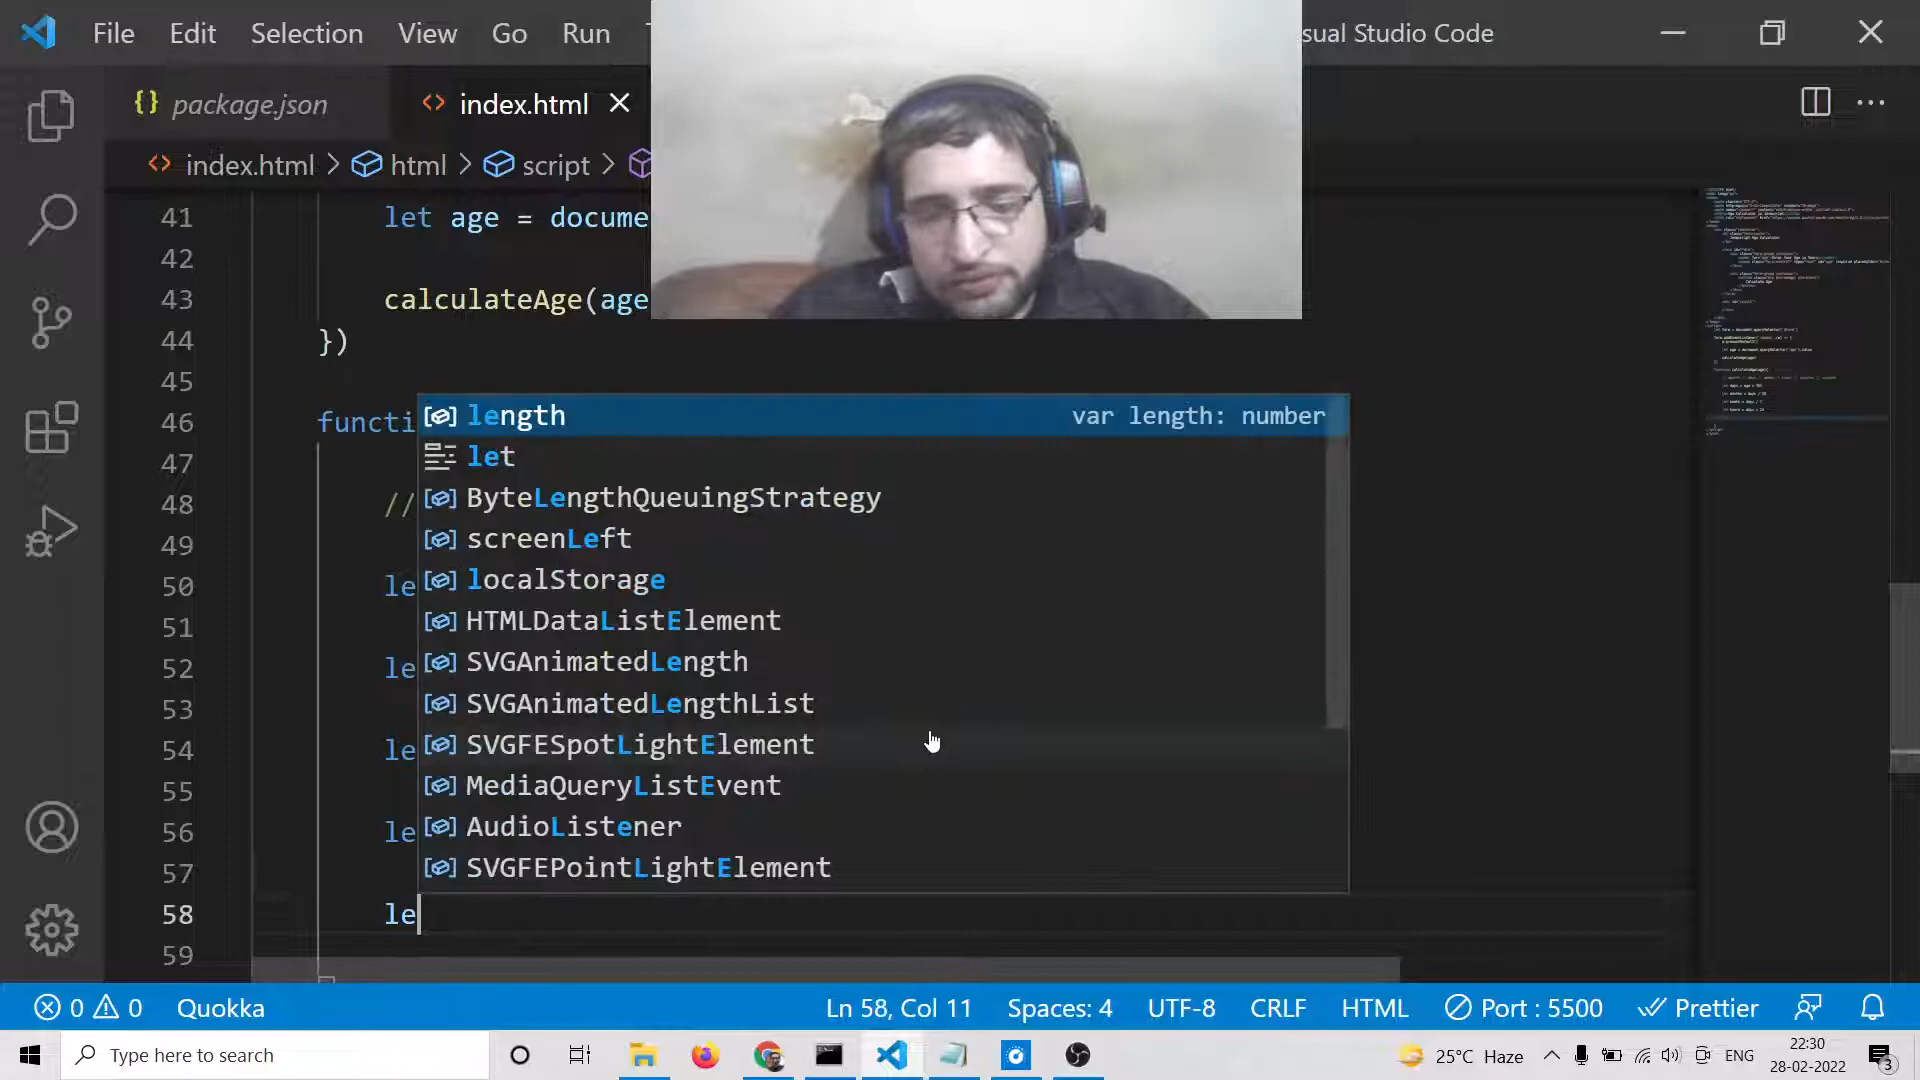 File Edit Selection View Go Run
sual Studio Code
{} package.json
<> index.html
<> index.html > html > script >
41 let age = docume
42
43 calculateAge(age
44 })
45
46 functi
47
48 //
49
50 le
51
52 le
53
54 le
55
56 le
57
58 le
59
length var length: number
let
ByteLengthQueuingStrategy
screenLeft
localStorage
HTMLDataListElement
SVGAnimatedLength
SVGAnimatedLengthList
SVGFESpotLightElement
MediaQueryListEvent
AudioListener
SVGFEPointLightElement
0 0 Quokka Ln 58, Col 11 Spaces: 4 UTF-8 CRLF HTML Port : 5500 Prettier
Type here to search
25°C Haze
ENG
22:30
28-02-2022
3